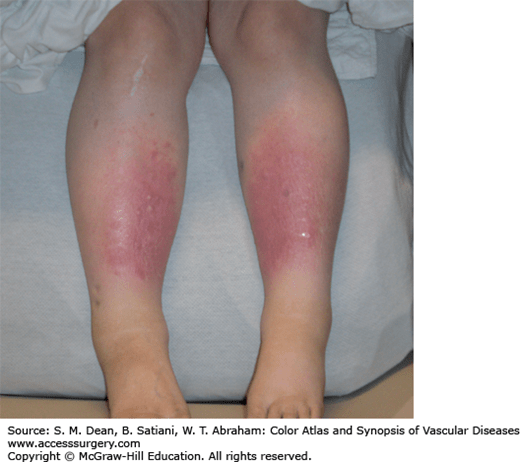 Source: S. M. Dean, B. Satiani, W. T. Abraham: Color Atlas and Synopsis of Vascular Diseases
www.accesssurgery.com
Copyright © McGraw-Hill Education. All rights reserved.